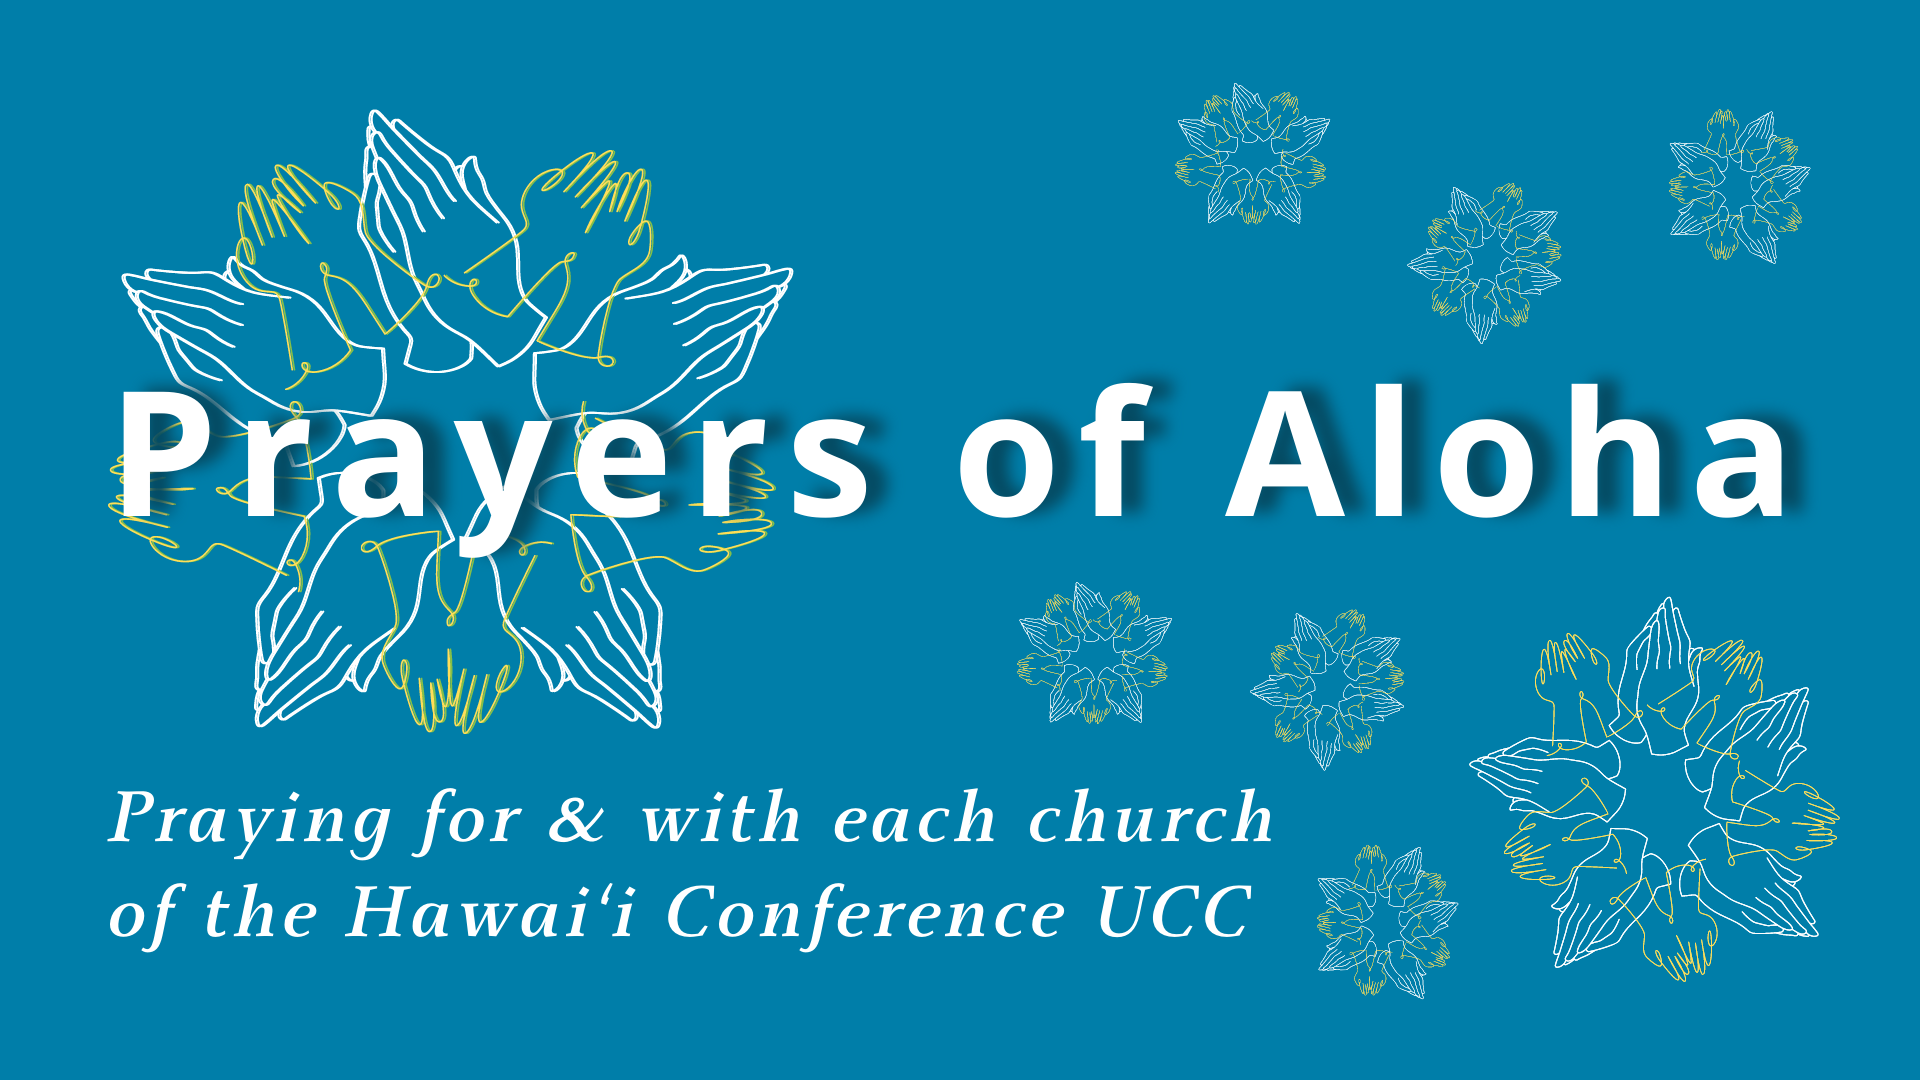 Prayers of Aloha
Praying for & with each church
of the Hawaiʻi Conference UCC